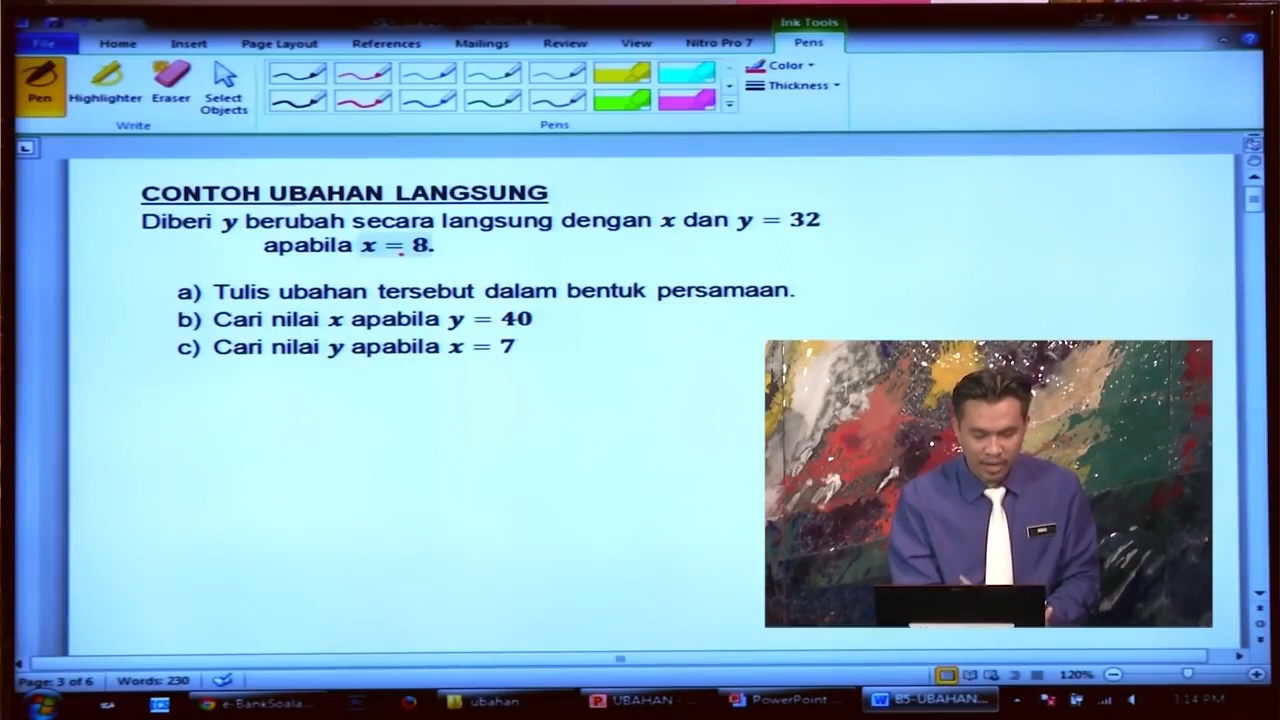 Ink Tools
File Home Insert Page Layout References Mailings Review View Nitro Pro 7 Pens
Pen Highlighter Eraser Select Objects
Color
Thickness
Write Pens
CONTOH UBAHAN LANGSUNG
Diberi y berubah secara langsung dengan x dan y = 32
apabila x = 8.
a) Tulis ubahan tersebut dalam bentuk persamaan.
b) Cari nilai x apabila y = 40
c) Cari nilai y apabila x = 7
Page: 3 of 6 Words: 230 120%
e-BankSoala... ubahan UBAHAN - ... PowerPoint ... B5-UBAHAN... 3:14 PM